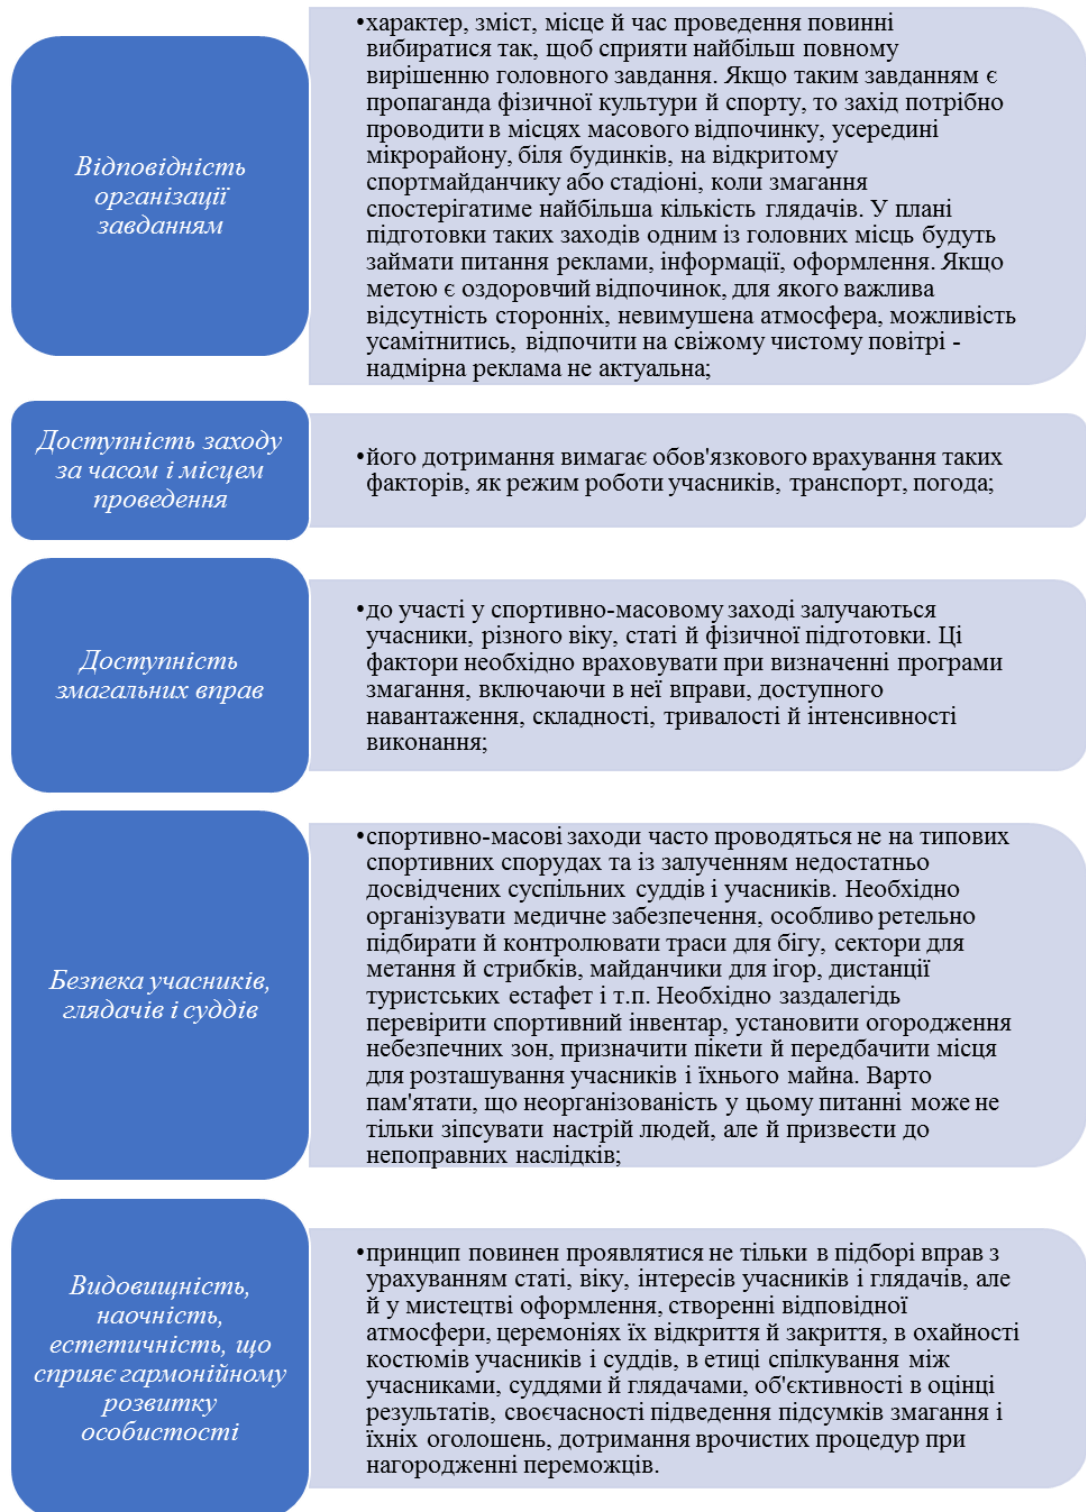 Відповідність
організації
завданням
•характер, зміст, місце й час проведення повинні
вибиратися так, щоб сприяти найбільш повному
вирішенню головного завдання. Якщо таким завданням є
пропаганда фізичної культури й спорту, то захід потрібно
проводити в місцях масового відпочинку, усередині
мікрорайону, біля будинків, на відкритому
спортмайданчику або стадіоні, коли змагання
спостерігатиме найбільша кількість глядачів. У плані
підготовки таких заходів одним із головних місць будуть
займати питання реклами, інформації, оформлення. Якщо
метою є оздоровчий відпочинок, для якого важлива
відсутність сторонніх, невимушена атмосфера, можливість
усамітнитись, відпочити на свіжому чистому повітрі -
надмірна реклама не актуальна;
Доступність заходу
за часом і місцем
проведення
•його дотримання вимагає обов'язкового врахування таких
факторів, як режим роботи учасників, транспорт, погода;
Доступність
змагальних вправ
•до участі у спортивно-масовому заході залучаються
учасники, різного віку, статі й фізичної підготовки. Ці
фактори необхідно враховувати при визначенні програми
змагання, включаючи в неї вправи, доступного
навантаження, складності, тривалості й інтенсивності
виконання;
Безпека учасників,
глядачів і суддів
•спортивно-масові заходи часто проводяться не на типових
спортивних спорудах та із залученням недостатньо
досвідчених суспільних суддів і учасників. Необхідно
організувати медичне забезпечення, особливо ретельно
підбирати й контролювати траси для бігу, сектори для
метання й стрибків, майданчики для ігор, дистанції
туристських естафет і т.п. Необхідно заздалегідь
перевірити спортивний інвентар, установити огородження
небезпечних зон, призначити пікети й передбачити місця
для розташування учасників і їхнього майна. Варто
пам'ятати, що неорганізованість у цьому питанні може не
тільки зіпсувати настрій людей, але й призвести до
непоправних наслідків;
Видовищність,
наочність,
естетичність, що
сприяє гармонійному
розвитку
особистості
•принцип повинен проявлятися не тільки в підборі вправ з
урахуванням статі, віку, інтересів учасників і глядачів, але
й у мистецтві оформлення, створенні відповідної
атмосфери, церемоніях їх відкриття й закриття, в охайності
костюмів учасників і суддів, в етиці спілкування між
учасниками, суддями й глядачами, об'єктивності в оцінці
результатів, своєчасності підведення підсумків змагання і
їхніх оголошень, дотримання врочистих процедур при
нагородженні переможців.